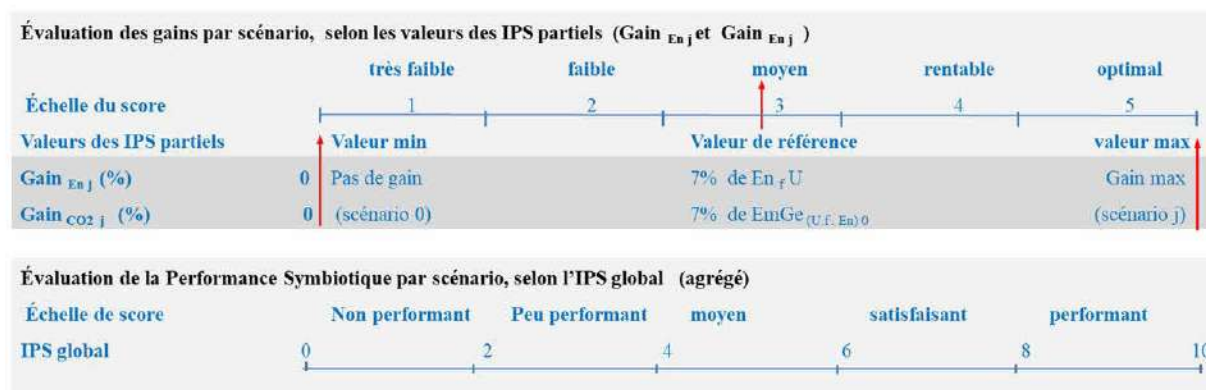 Évaluation des gains par scénario, selon les valeurs des IPS partiels (Gain En j et Gain En j )
très faible faible moyen rentable optimal
Échelle du score 1 2 3 4 5
Valeurs des IPS partiels Valeur min Valeur de référence valeur max
Gain En j (%) 0 Pas de gain 7% de En f U Gain max
Gain CO2 j (%) 0 (scénario 0) 7% de EmGe (U.f. En) 0 (scénario j)
Évaluation de la Performance Symbiotique par scénario, selon l'IPS global (agrégé)
Échelle de score Non performant Peu performant moyen satisfaisant performant
IPS global 0 2 4 6 8 10